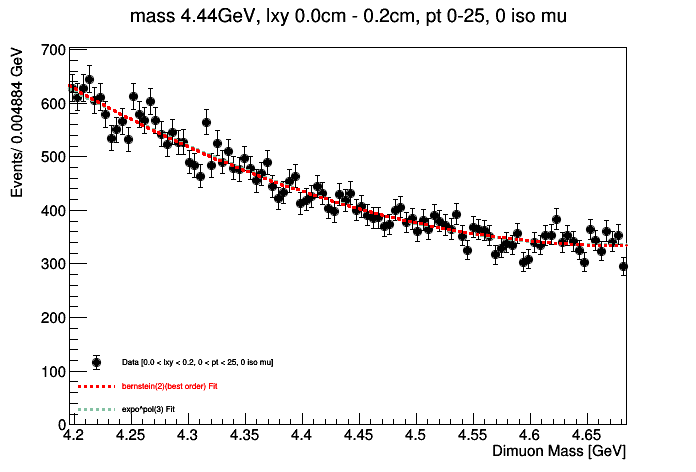 mass 4.44GeV, lxy 0.0cm - 0.2cm, pt 0-25, 0 iso mu
Events/ 0.004884 GeV
700
600
500
400
300
200
100
0
Data [0.0 < lxy < 0.2, 0 < pt < 25, 0 iso mu]
bernstein(2)(best order) Fit
expo^pol(3) Fit
4.2 4.25 4.3 4.35 4.4 4.45 4.5 4.55 4.6 4.65
Dimuon Mass [GeV]